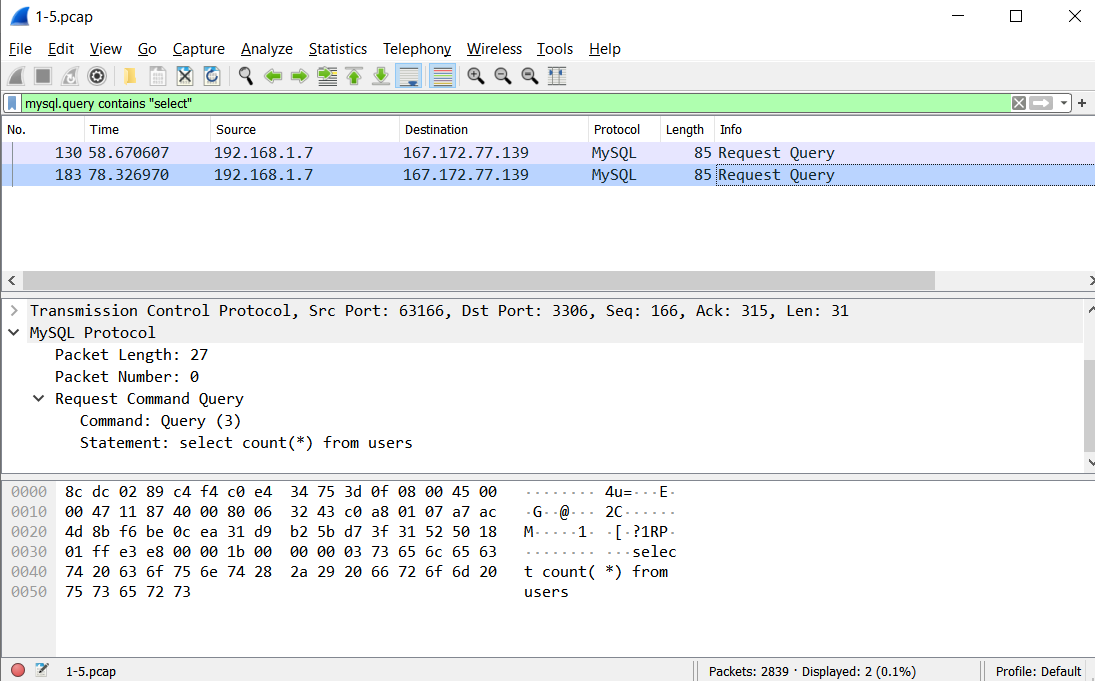 1-5.pcap
File Edit View Go Capture Analyze Statistics Telephony Wireless Tools Help
mysql.query contains "select"
No. Time Source Destination Protocol Length Info
130 58.670607 192.168.1.7 167.172.77.139 MySQL 85 Request Query
183 78.326970 192.168.1.7 167.172.77.139 MySQL 85 Request Query
Transmission Control Protocol, Src Port: 63166, Dst Port: 3306, Seq: 166, Ack: 315, Len: 31
MySQL Protocol
Packet Length: 27
Packet Number: 0
Request Command Query
Command: Query (3)
Statement: select count(*) from users
0000 8c dc 02 89 c4 f4 c0 e4 34 75 3d 0f 08 00 45 00 ········ 4u=···E·
0010 00 47 11 87 40 00 80 06 32 43 c0 a8 01 07 a7 ac ·G··@··· 2C······
0020 4d 8b f6 be 0c ea 31 d9 b2 5b d7 3f 31 52 50 18 M·····1· ·[·?1RP·
0030 01 ff e3 e8 00 00 1b 00 00 00 03 73 65 6c 65 63 ········ ···selec
0040 74 20 63 6f 75 6e 74 28 2a 29 20 66 72 6f 6d 20 t count( *) from
0050 75 73 65 72 73 users
1-5.pcap Packets: 2839 · Displayed: 2 (0.1%) Profile: Default